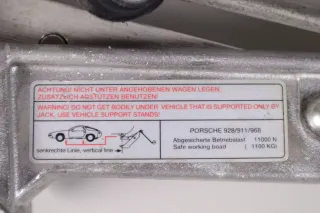 ACHTUNG! NICHT UNTER ANGEHOBENEN WAGEN LEGEN,
ZUSÄTZLICH ABSTÜTZEN BENUTZEN!
WARNING! DO NOT GET BODILY UNDER VEHICLE THAT IS SUPPORTED ONLY BY
JACK, USE VEHICLE SUPPORT STANDS!
PORSCHE 928/911/968
senkrechte Linie, vertical line
Abgesicherte Betriebslast 11000 N
Safe working load ( 1100 KG)